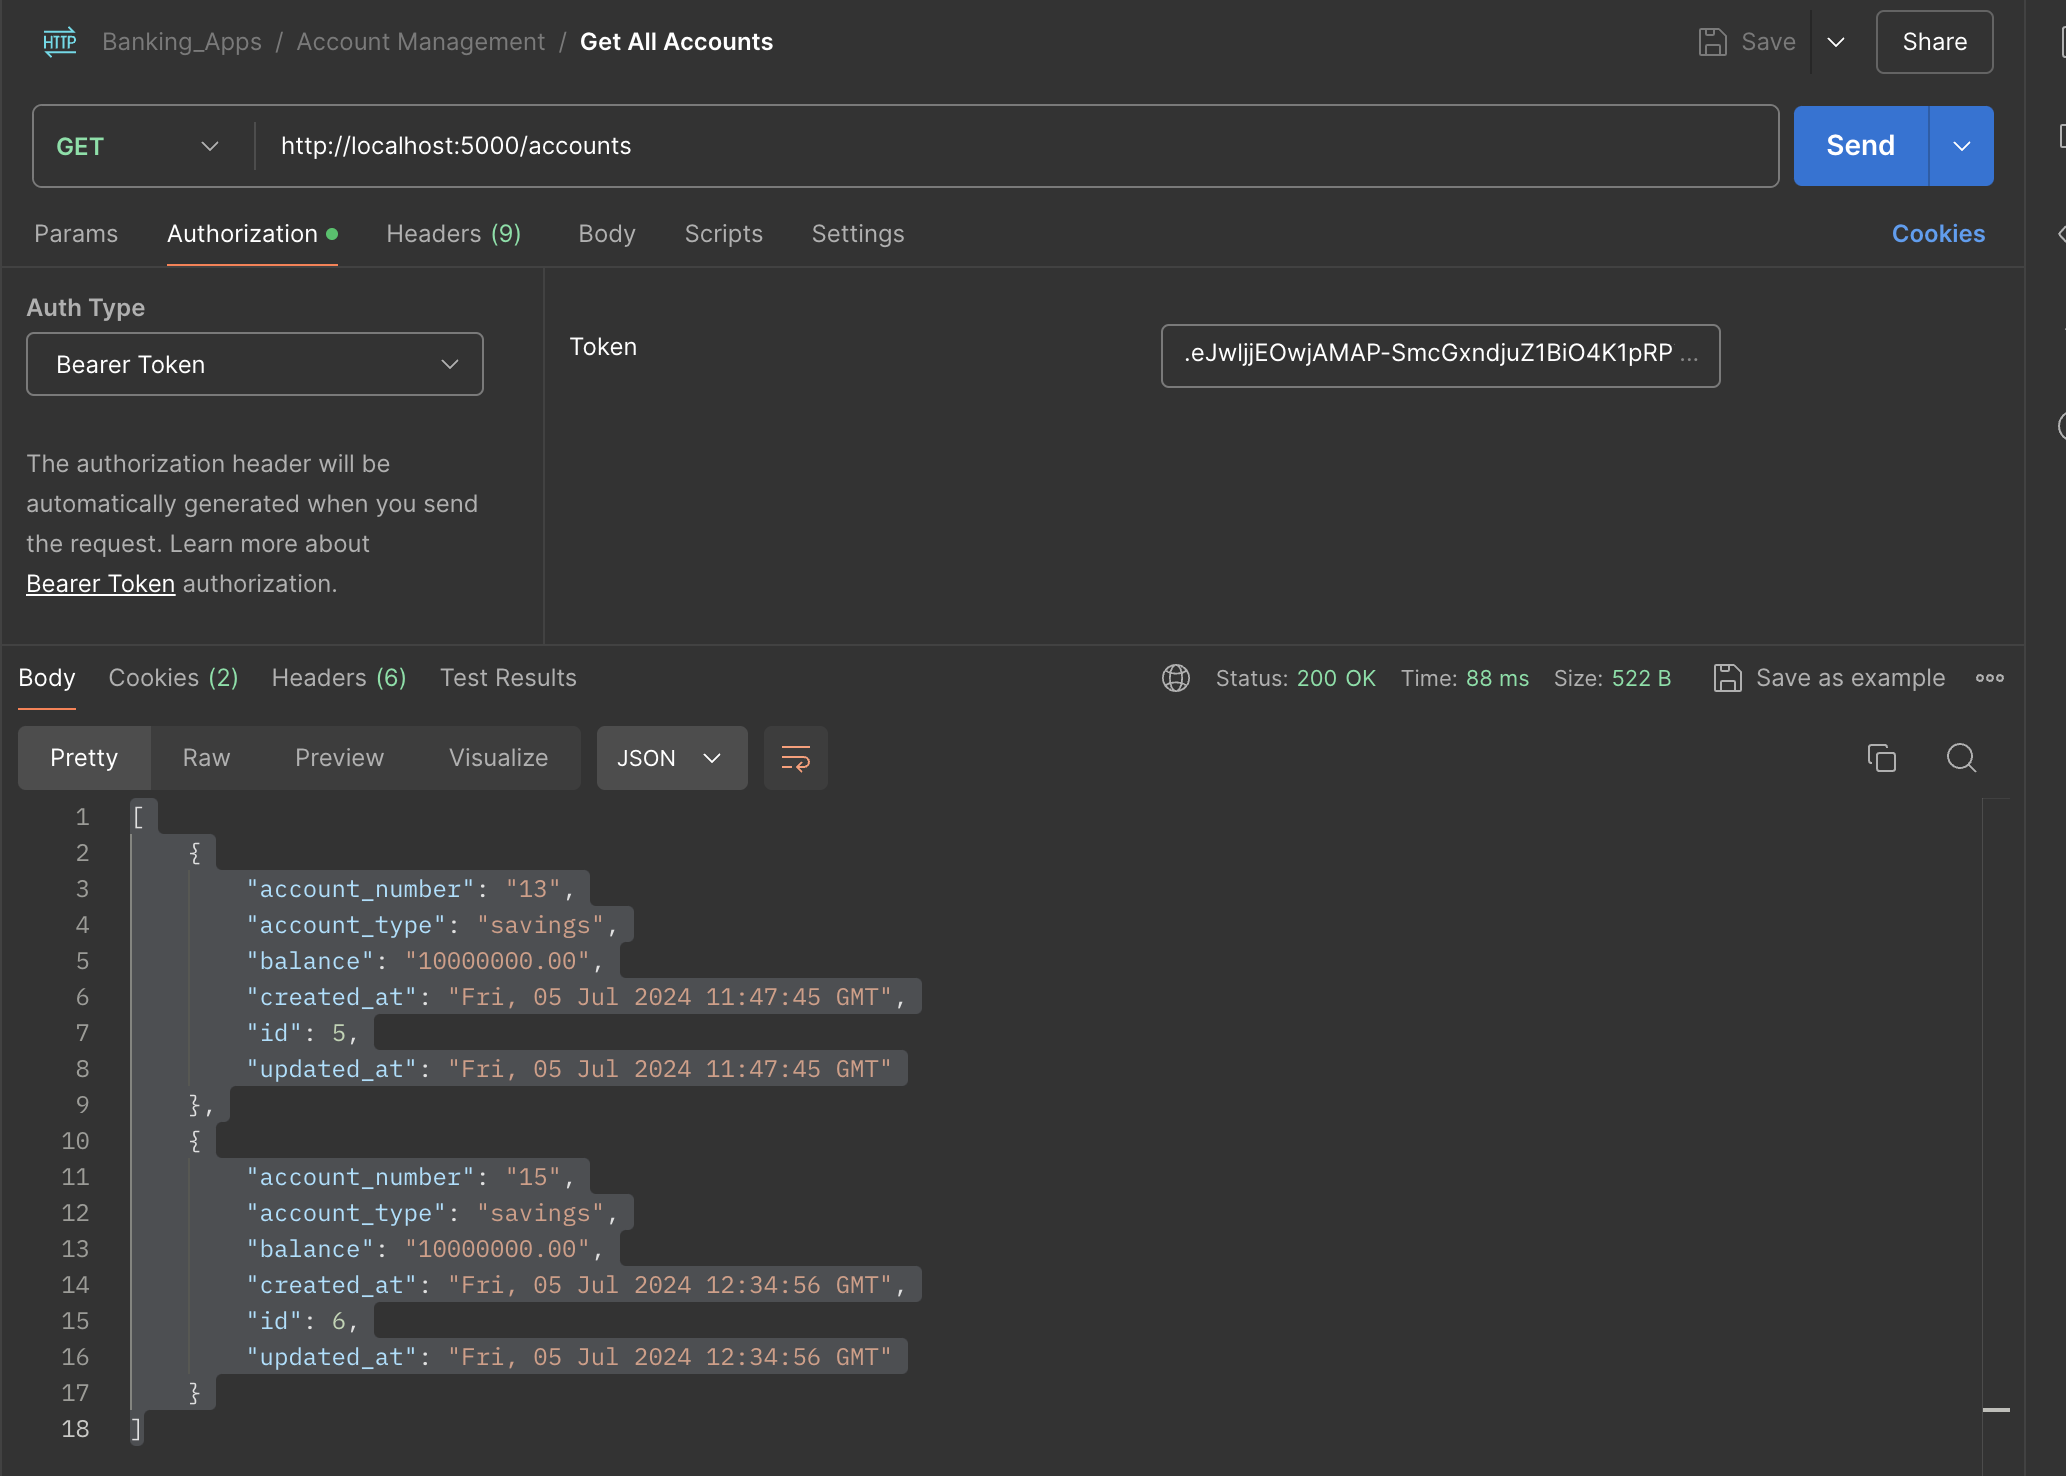 HTTP Banking_Apps / Account Management / Get All Accounts Save Share
GET http://localhost:5000/accounts Send
Params Authorization Headers (9) Body Scripts Settings Cookies
Auth Type
Bearer Token
Token .eJwljjEOwjAMAP-SmcGxndjuZ1BiO4K1pRP ...
The authorization header will be
automatically generated when you send
the request. Learn more about
Bearer Token authorization.
Body Cookies (2) Headers (6) Test Results Status: 200 OK Time: 88 ms Size: 522 B Save as example
Pretty Raw Preview Visualize JSON
1 [
2 {
3 "account_number": "13",
4 "account_type": "savings",
5 "balance": "10000000.00",
6 "created_at": "Fri, 05 Jul 2024 11:47:45 GMT",
7 "id": 5,
8 "updated_at": "Fri, 05 Jul 2024 11:47:45 GMT"
9 },
10 {
11 "account_number": "15",
12 "account_type": "savings",
13 "balance": "10000000.00",
14 "created_at": "Fri, 05 Jul 2024 12:34:56 GMT",
15 "id": 6,
16 "updated_at": "Fri, 05 Jul 2024 12:34:56 GMT"
17 }
18 ]